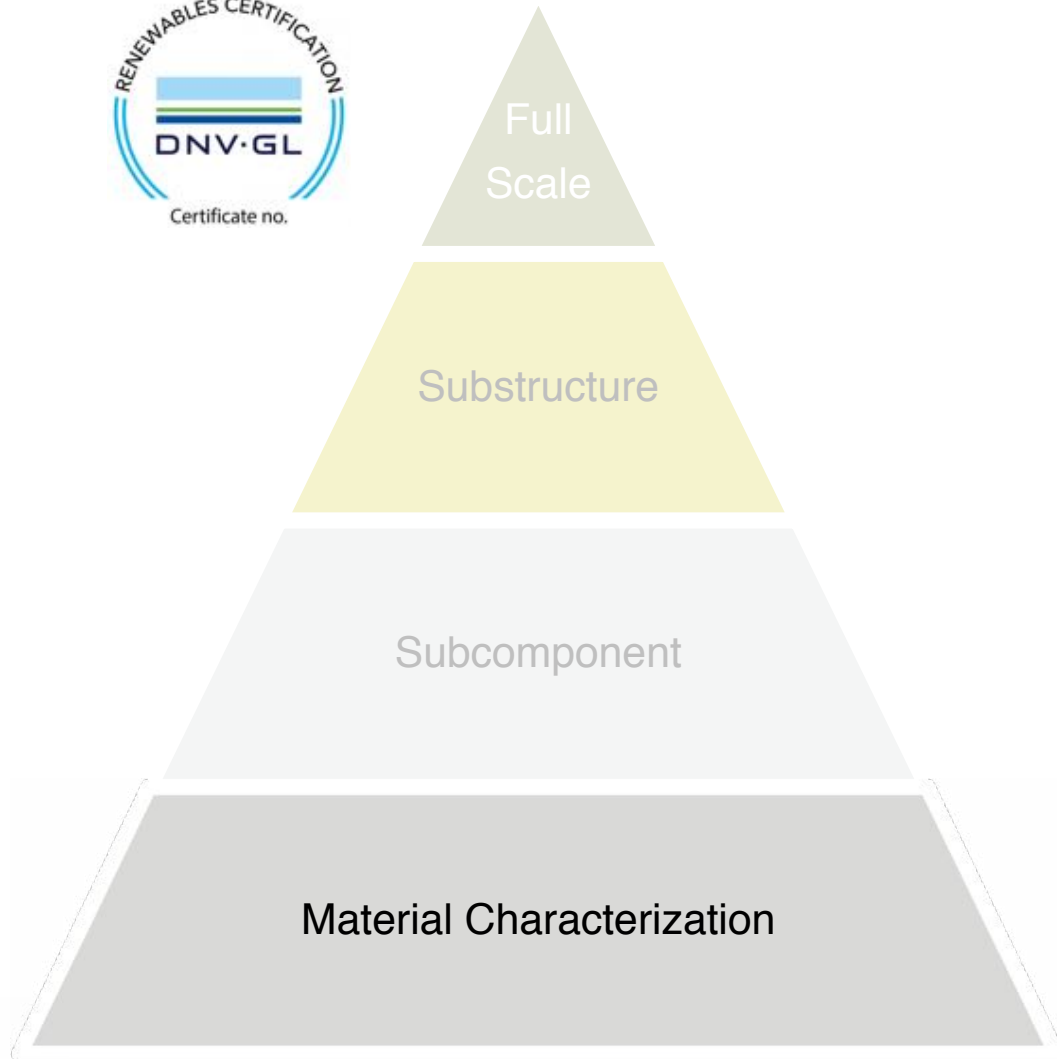 RENEWABLES CERTIFICATION
DNV·GL
Certificate no.
Full
Scale
Substructure
Subcomponent
Material Characterization